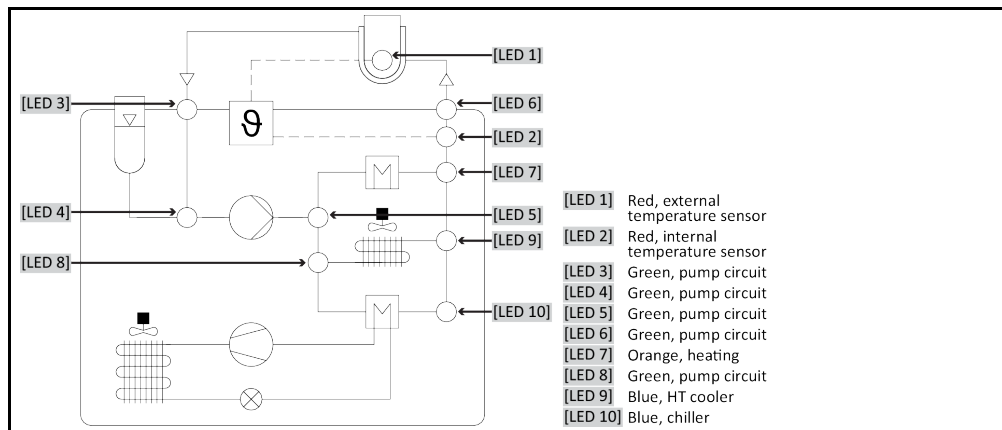 [LED 1]
[LED 3]
[LED 6]
ϑ
[LED 2]
[LED 7]
[LED 4]
[LED 5]
[LED 9]
[LED 8]
[LED 10]
[LED 1] Red, external
temperature sensor
[LED 2] Red, internal
temperature sensor
[LED 3] Green, pump circuit
[LED 4] Green, pump circuit
[LED 5] Green, pump circuit
[LED 6] Green, pump circuit
[LED 7] Orange, heating
[LED 8] Green, pump circuit
[LED 9] Blue, HT cooler
[LED 10] Blue, chiller